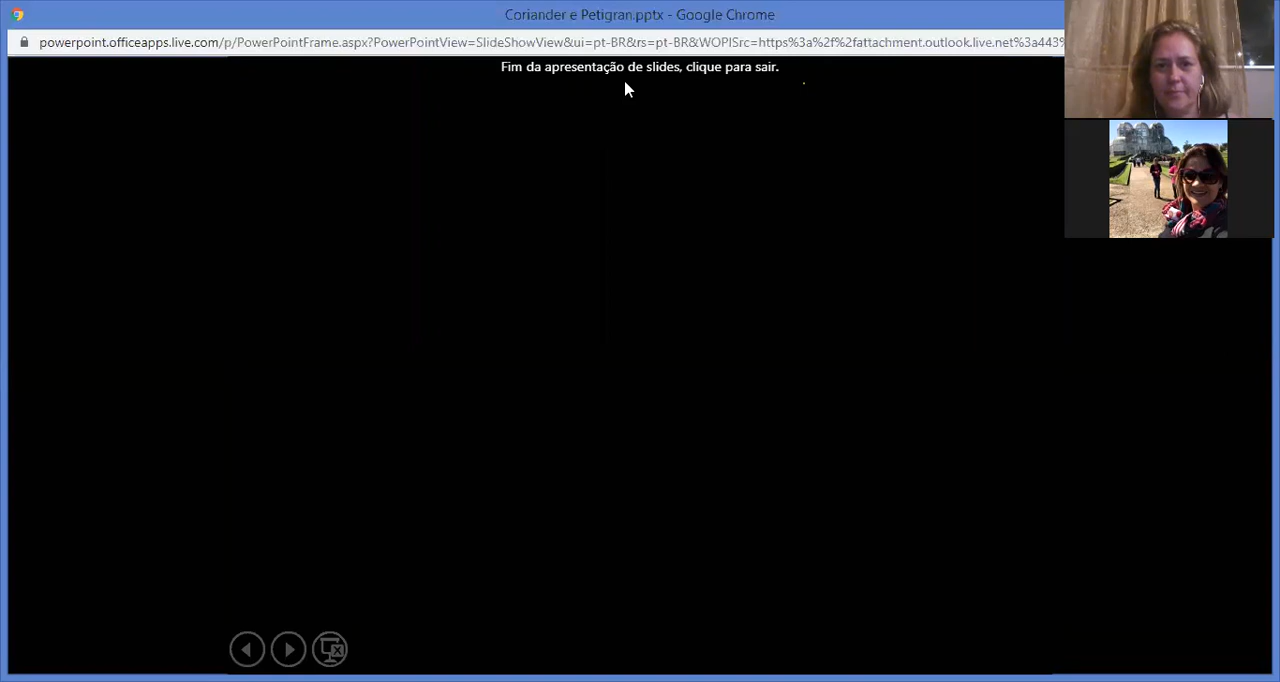 Coriander e Petigran.pptx - Google Chrome
powerpoint.officeapps.live.com/p/PowerPointFrame.aspx?PowerPointView=SlideShowView&ui=pt-BR&rs=pt-BR&WOPISrc=https%3a%2f%2fattachment.outlook.live.net%3a443%
Fim da apresentação de slides, clique para sair.